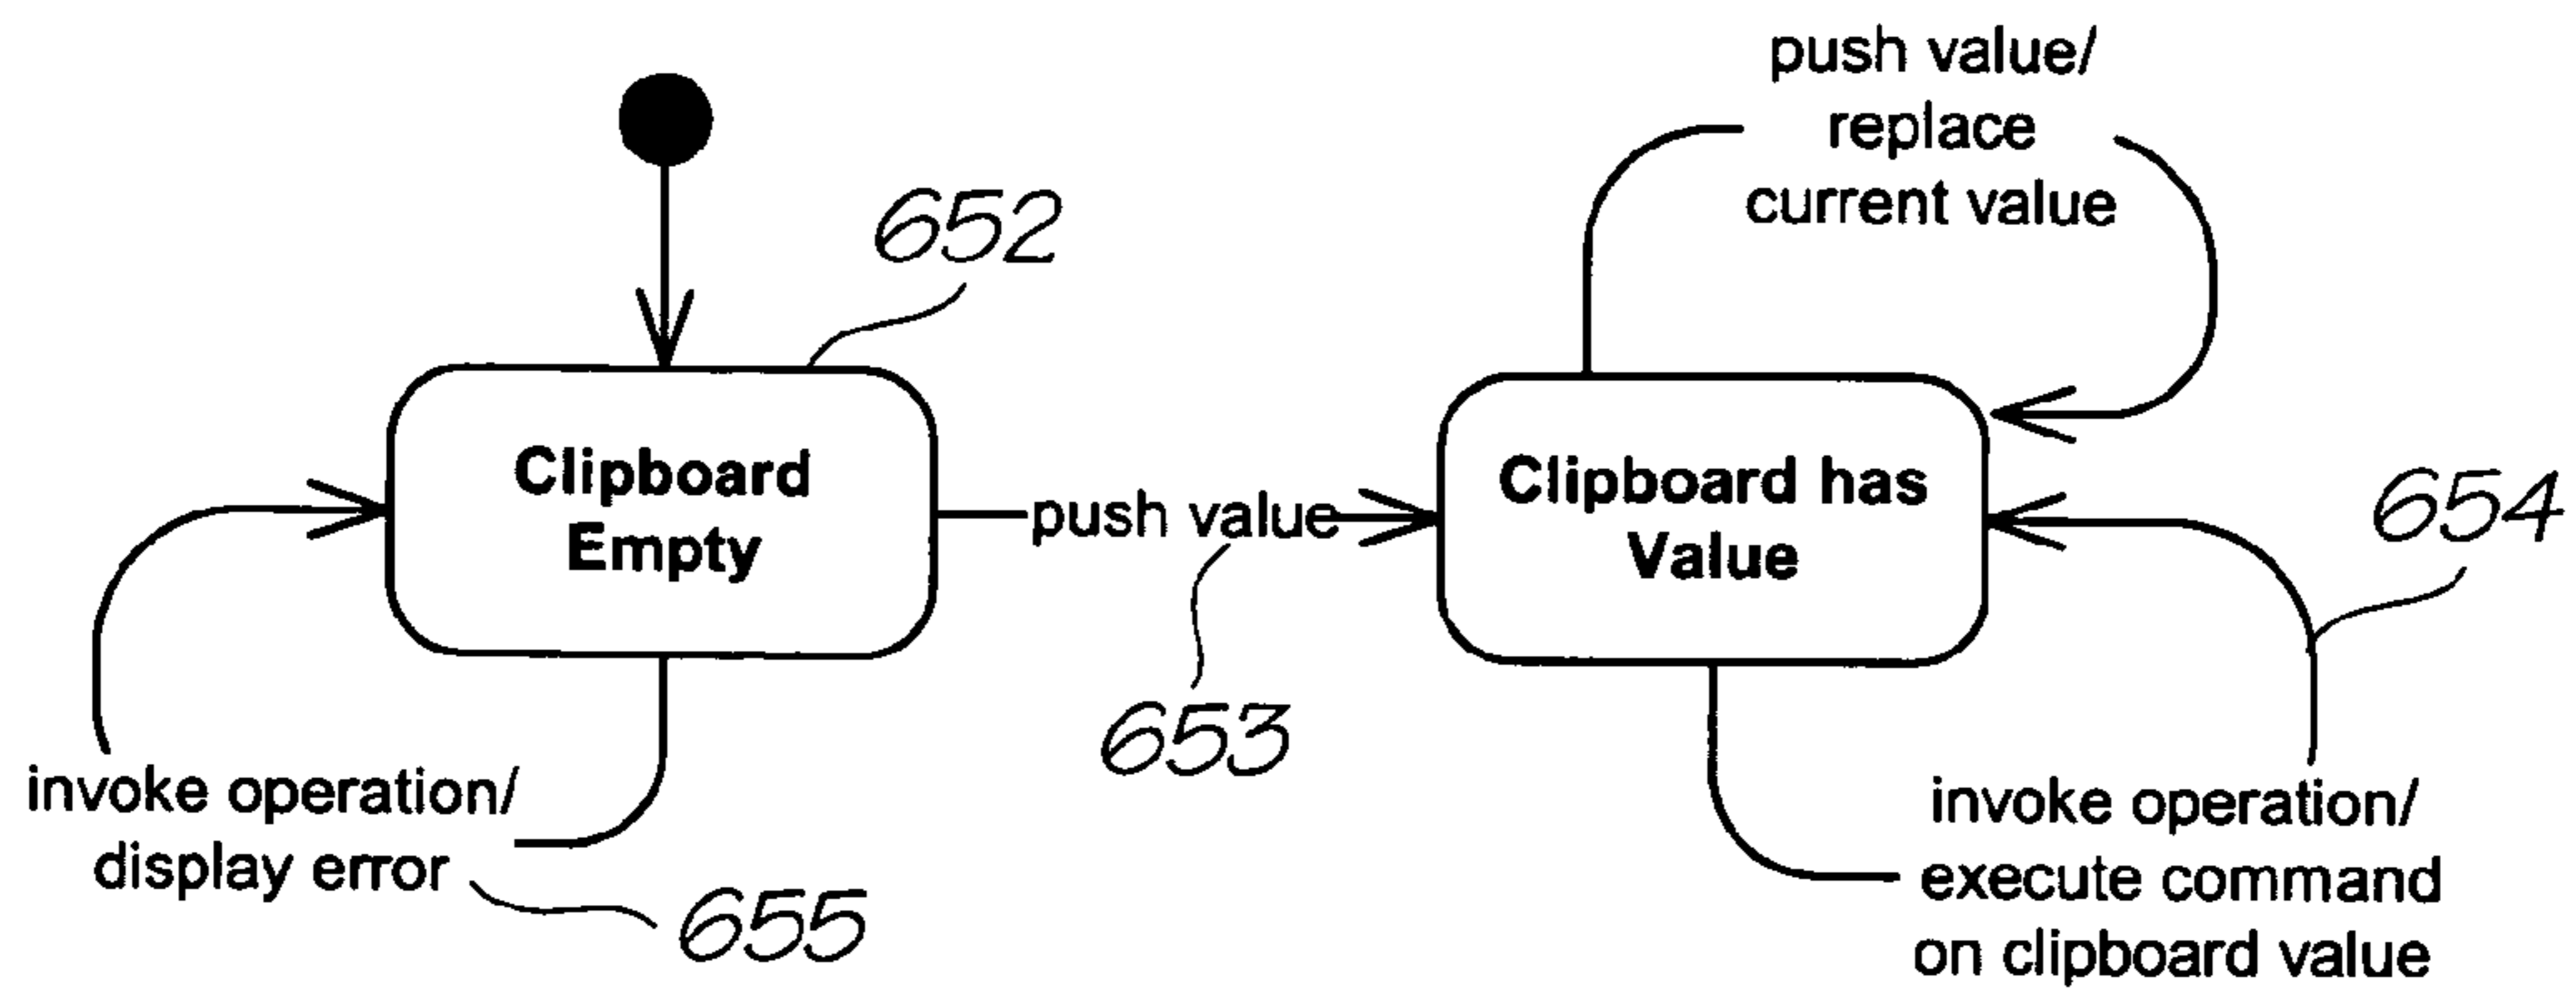 push value/
replace
current value
652
Clipboard
Empty
push value
Clipboard has
Value
654
653
invoke operation/
display error
655
invoke operation/
execute command
on clipboard value